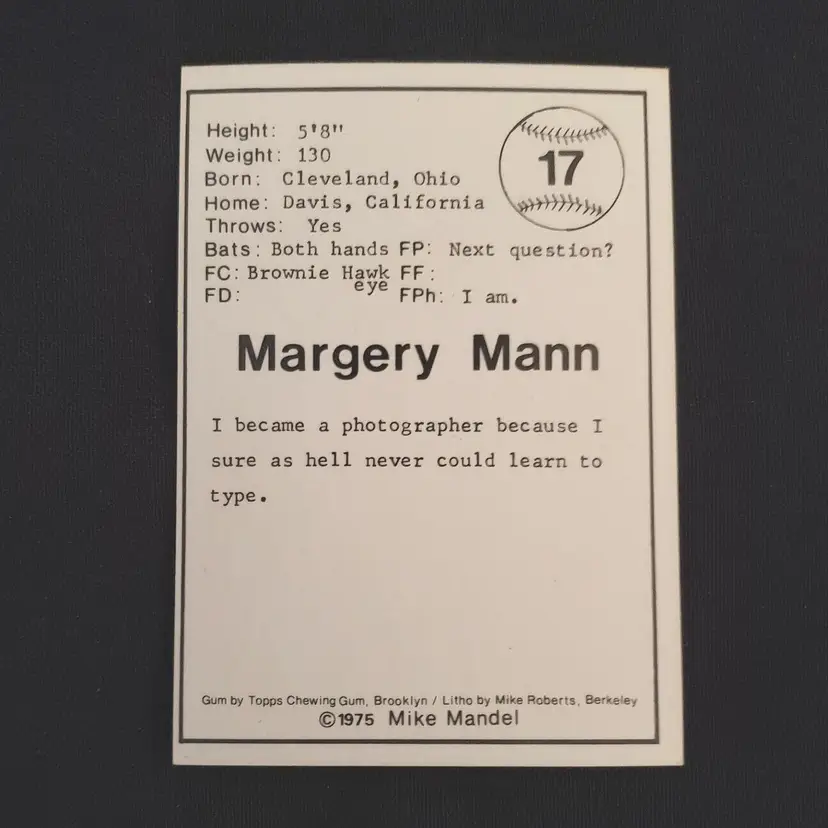 Height: 5'8"
17
Weight: 130
Born: Cleveland, Ohio
Home: Davis, California
Throws: Yes
Bats: Both hands FP: Next question?
FC: Brownie Hawk FF:
eye
FD: FPh: I am.
Margery Mann
I became a photographer because I
sure as hell never could learn to
type.
Gum by Topps Chewing Gum, Brooklyn / Litho by Mike Roberts, Berkeley
©1975 Mike Mandel